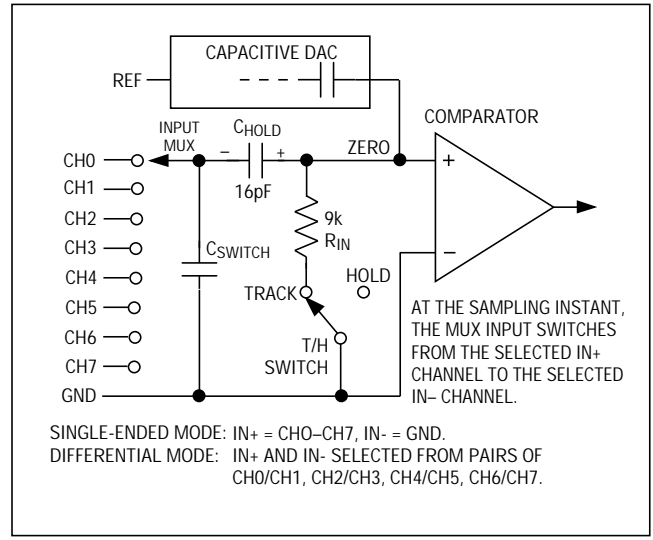 CAPACITIVE DAC
REF
COMPARATOR
INPUT
MUX
CHOLD
– +
ZERO
+
16pF
CH0
CH1
CH2
CH3
CH4
CH5
CH6
CH7
GND
CSWITCH
9k
RIN
–
HOLD
TRACK
T/H
SWITCH
AT THE SAMPLING INSTANT,
THE MUX INPUT SWITCHES
FROM THE SELECTED IN+
CHANNEL TO THE SELECTED
IN– CHANNEL.
SINGLE-ENDED MODE: IN+ = CHO–CH7, IN- = GND.
DIFFERENTIAL MODE: IN+ AND IN- SELECTED FROM PAIRS OF
CH0/CH1, CH2/CH3, CH4/CH5, CH6/CH7.